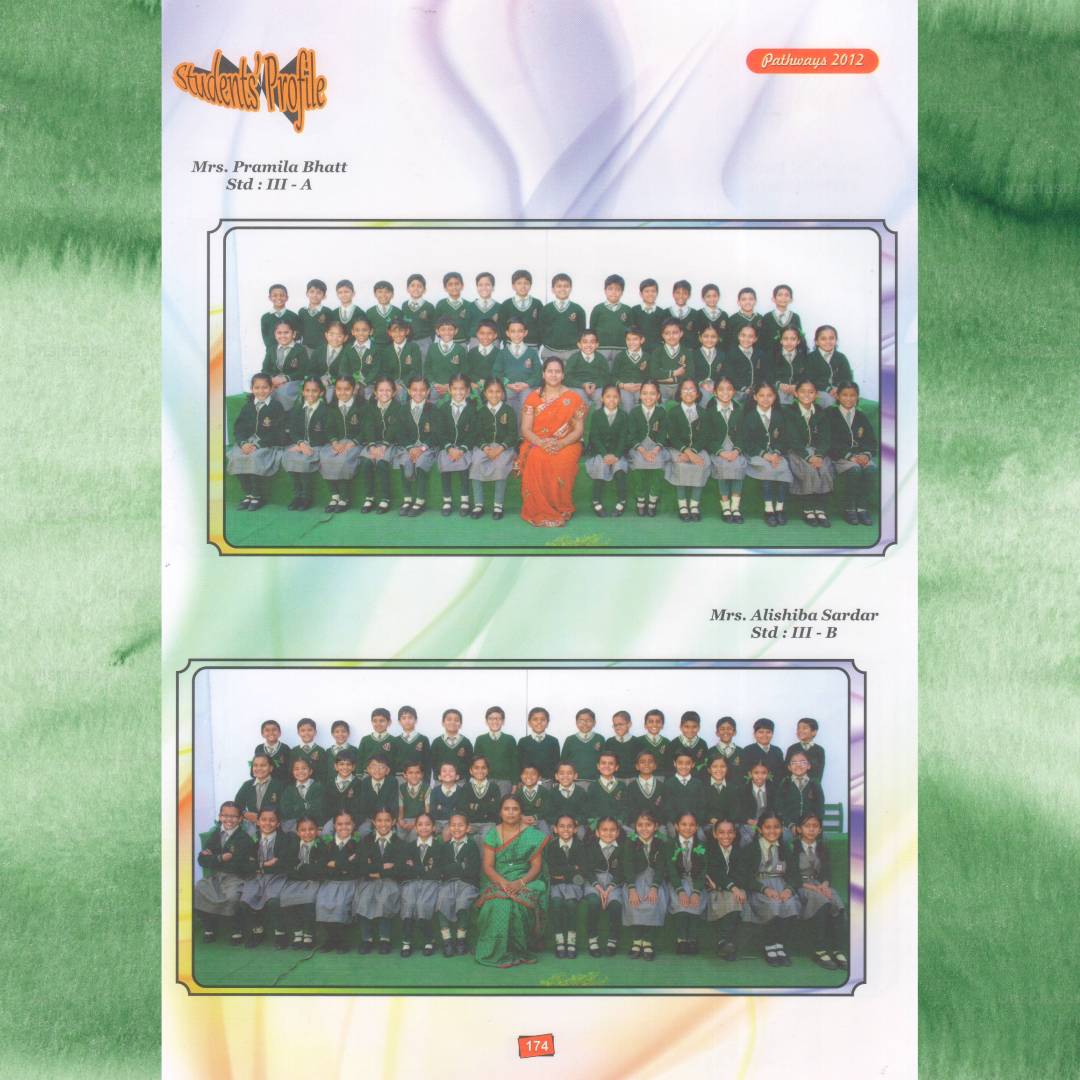 Students' Profile
Pathways 2012
Mrs. Pramila Bhatt
Std : III - A
Mrs. Alishiba Sardar
Std : III - B
174